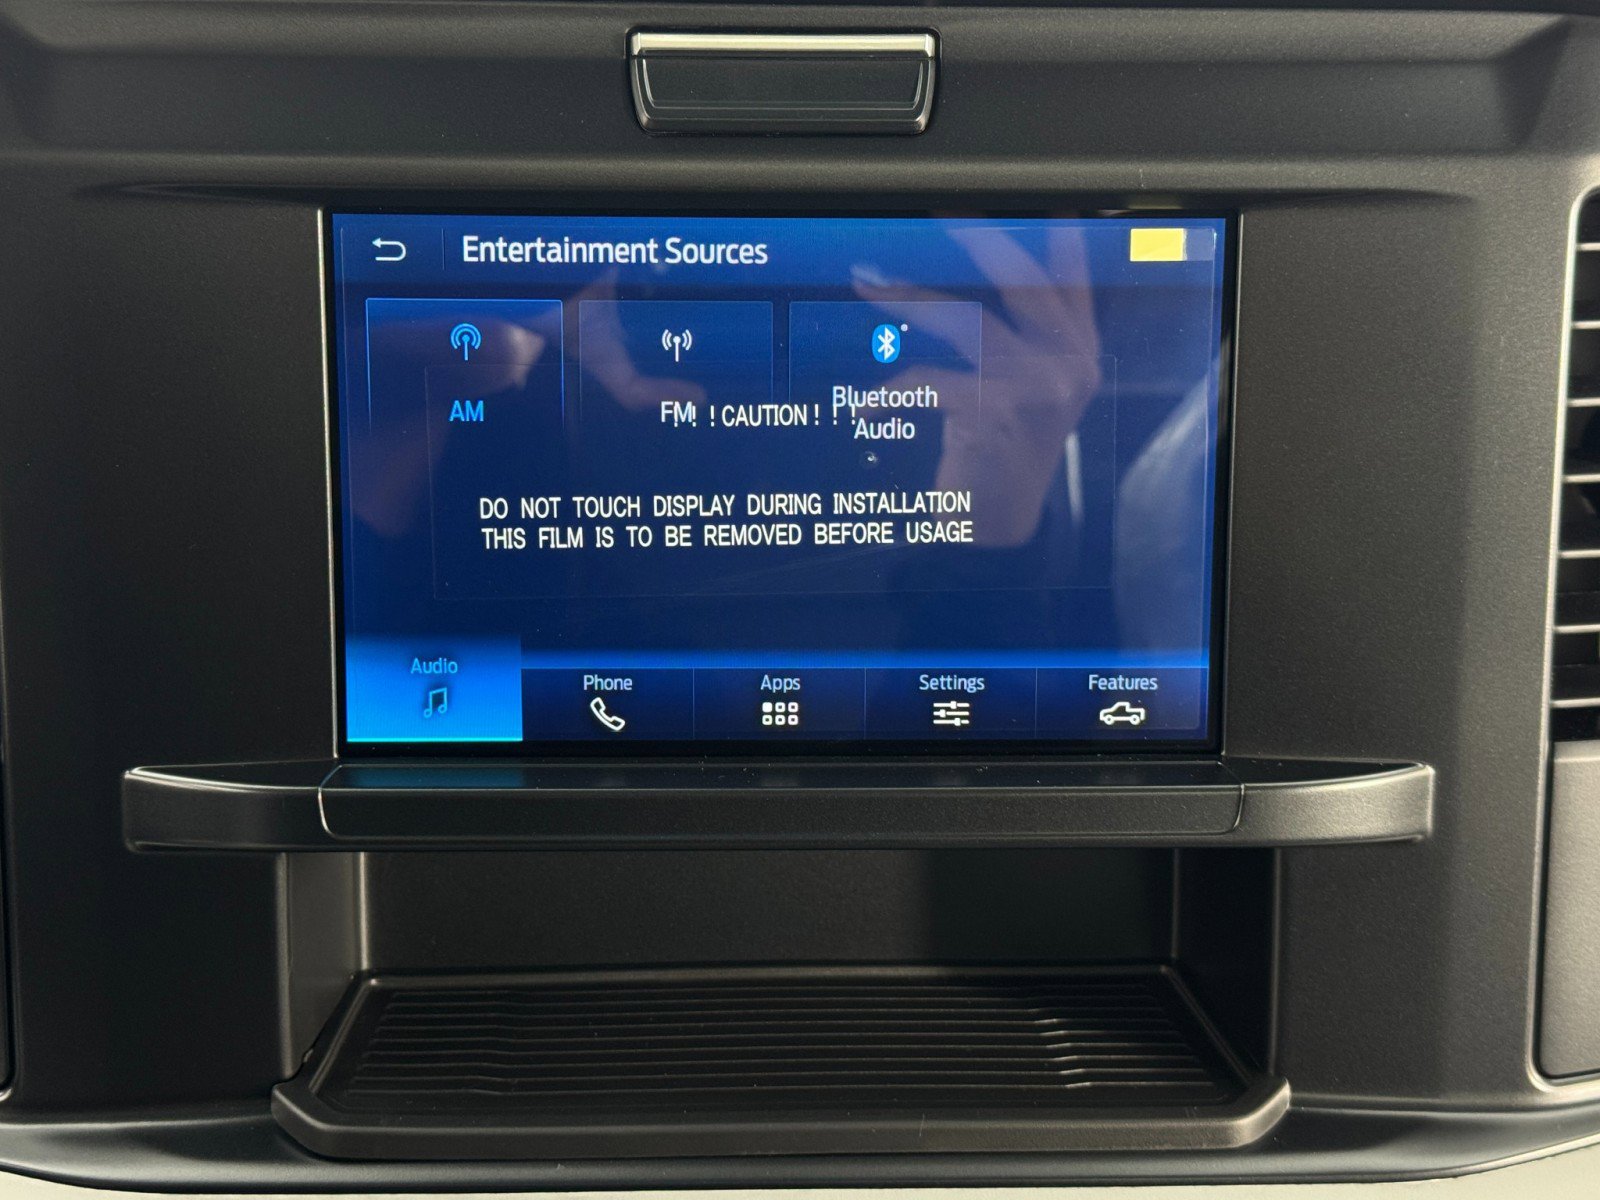 Entertainment Sources
AM
FM
Bluetooth
Audio
! ! !CAUTION! ! !
DO NOT TOUCH DISPLAY DURING INSTALLATION
THIS FILM IS TO BE REMOVED BEFORE USAGE
Audio
Phone
Apps
Settings
Features